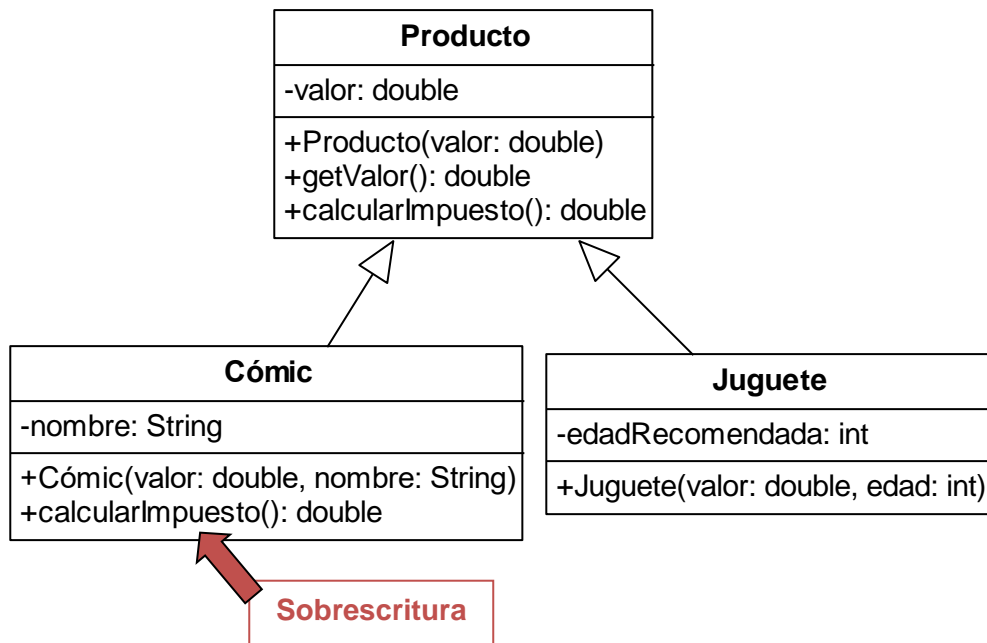 Producto
-valor: double
+Producto(valor: double)
+getValor(): double
+calcularImpuesto(): double
Cómic
-nombre: String
+Cómic(valor: double, nombre: String)
+calcularImpuesto(): double
Juguete
-edadRecomendada: int
+Juguete(valor: double, edad: int)
Sobrescritura